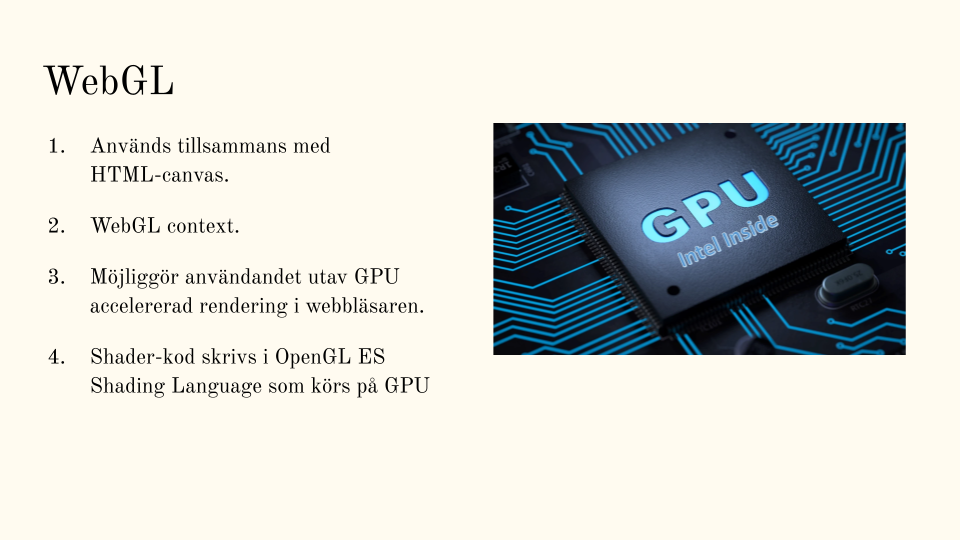 WebGL
1. Används tillsammans med
HTML-canvas.
2. WebGL context.
3. Möjliggör användandet utav GPU
accelererad rendering i webbläsaren.
4. Shader-kod skrivs i OpenGL ES
Shading Language som körs på GPU
GPU
Intel Inside